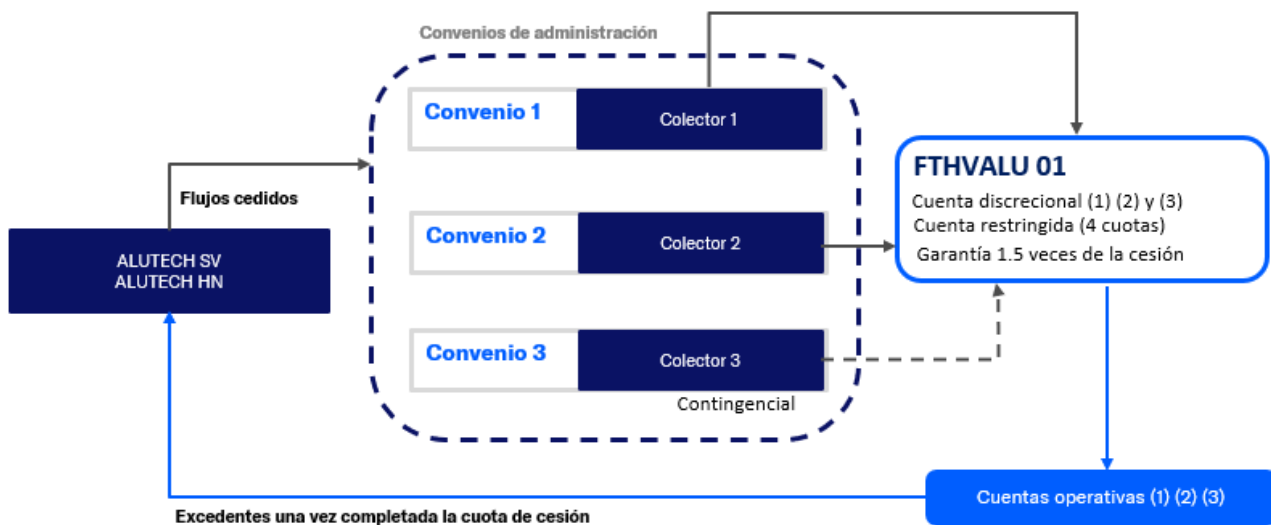 Convenios de administración
Convenio 1
Colector 1
Convenio 2
Colector 2
Convenio 3
Colector 3
Contingencial
Flujos cedidos
ALUTECH SV
ALUTECH HN
FTHVALU 01
Cuenta discrecional (1) (2) y (3)
Cuenta restringida (4 cuotas)
Garantía 1.5 veces de la cesión
Cuentas operativas (1) (2) (3)
Excedentes una vez completada la cuota de cesión